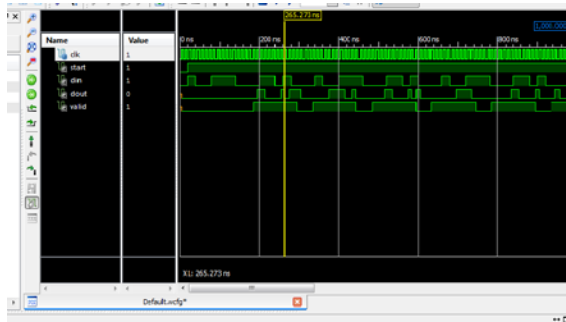 265.273 ns
1,000.000
Name Value
0 ns 200 ns 400 ns 600 ns 800 ns
clk 1
start 1
din 1
dout 0
valid 1
X1: 265.273 ns
Default.wcfg*